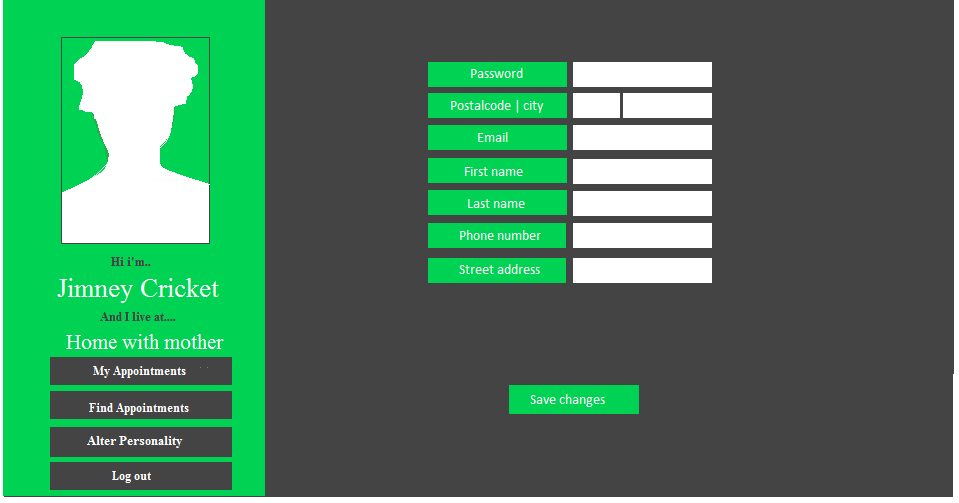 Hi i'm..
Jimney Cricket
And I live at....
Home with mother
My Appointments
Find Appointments
Alter Personality
Log out
Password
Postalcode | city
Email
First name
Last name
Phone number
Street address
Save changes